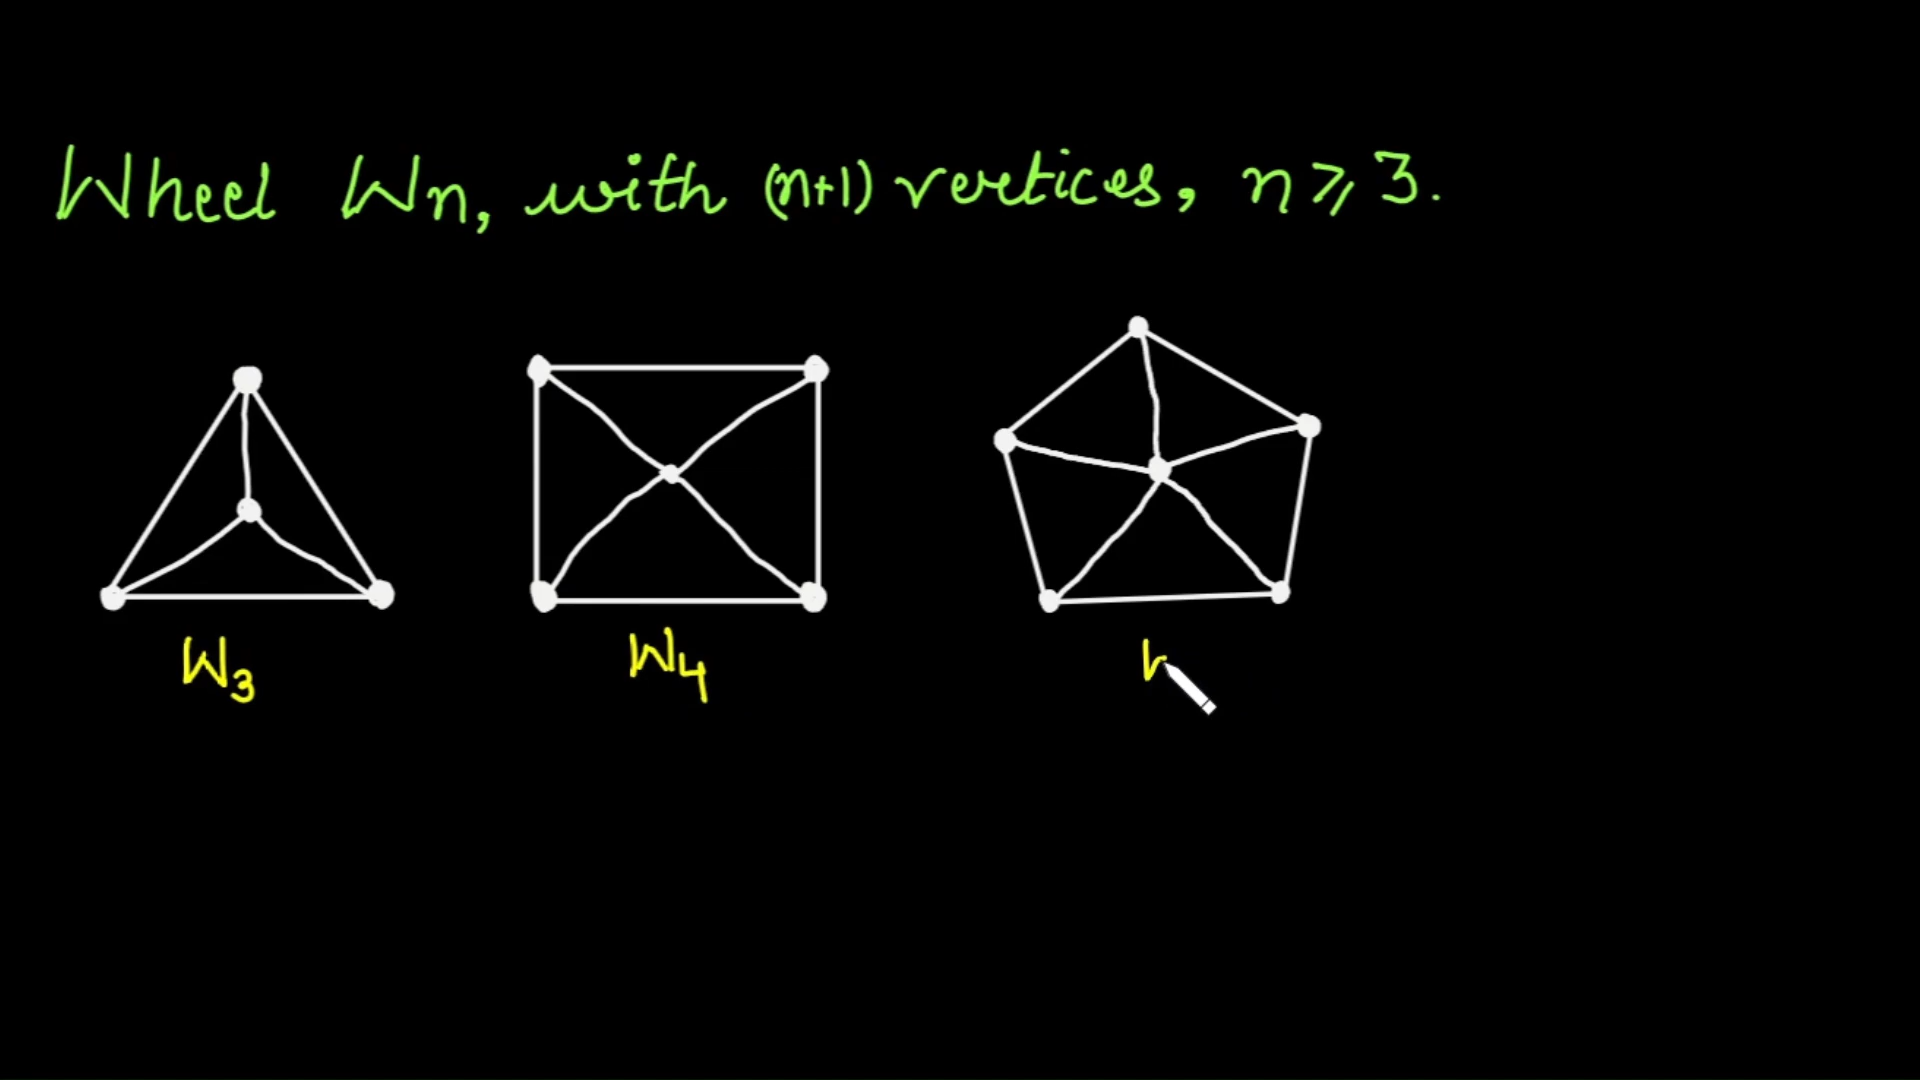 Wheel Wn, with (n+1) vertices, n ⩾ 3.
W3 W4